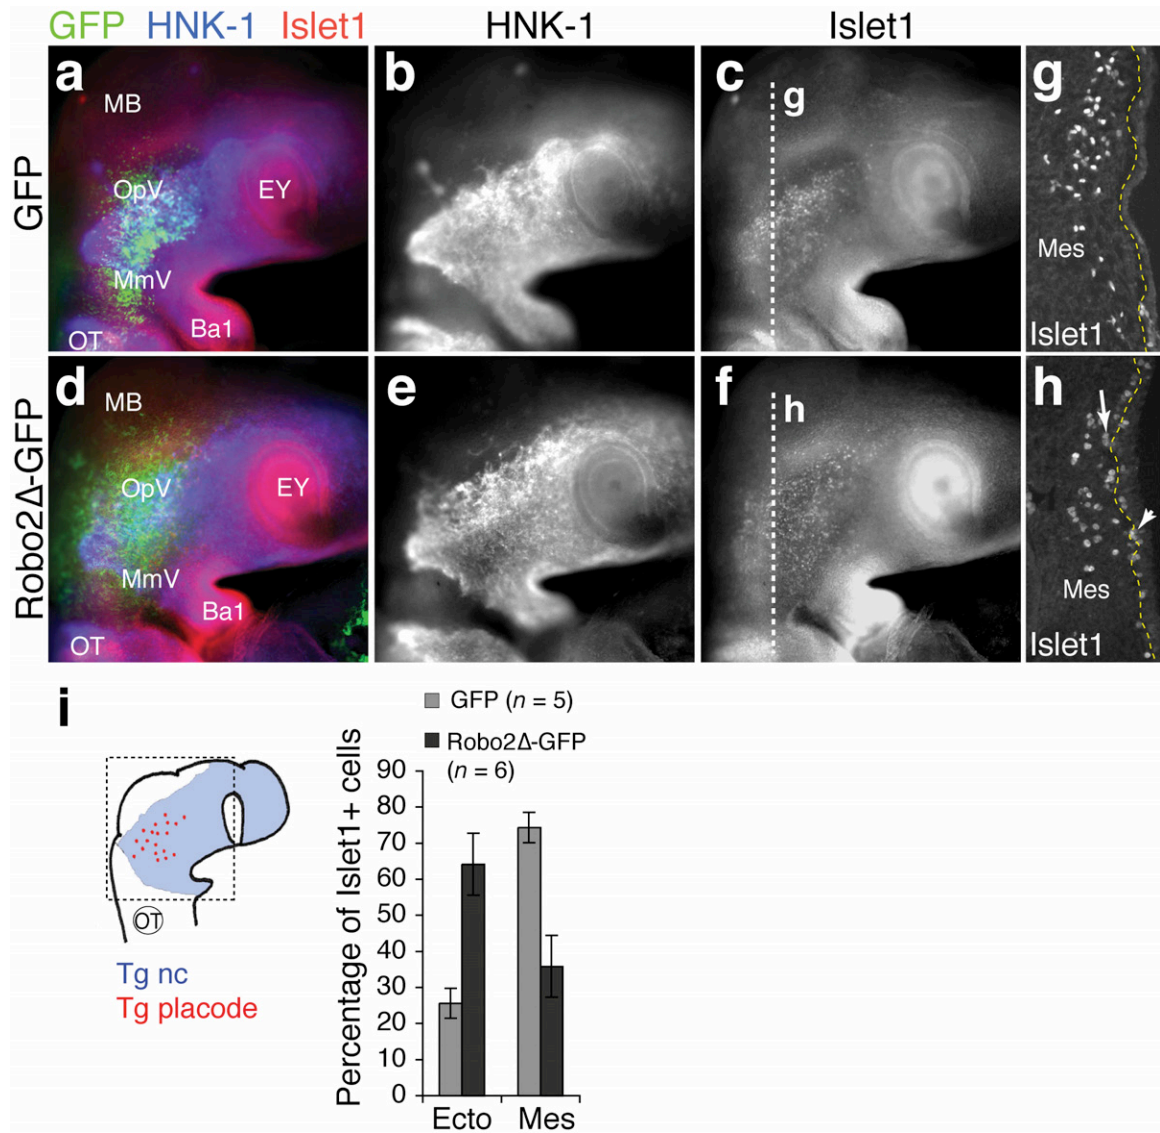 GFP HNK-1 Islet1 HNK-1 Islet1
GFP
a
MB
OpV
EY
MmV
Ba1
OT
b
c
g
g
Mes
Islet1
Robo2Δ-GFP
d
MB
OpV
EY
MmV
Ba1
OT
e
f
h
h
Mes
Islet1
i
OT
Tg nc
Tg placode
GFP (n = 5)
Robo2Δ-GFP
(n = 6)
Percentage of Islet1+ cells
90
80
70
60
50
40
30
20
10
0
Ecto Mes